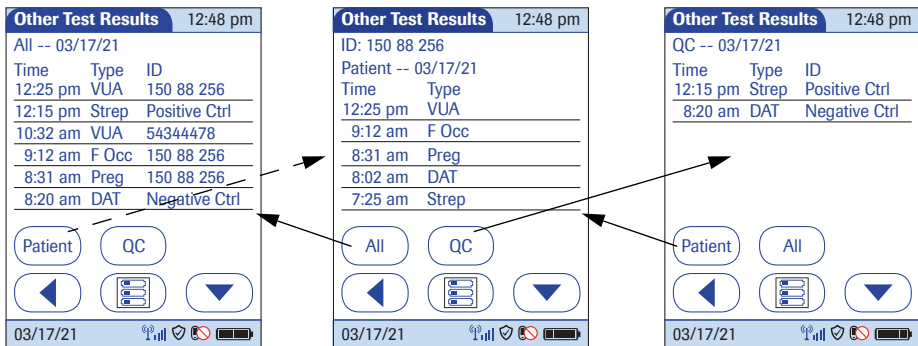 Other Test Results 12:48 pm
All -- 03/17/21
Time Type ID
12:25 pm VUA 150 88 256
12:15 pm Strep Positive Ctrl
10:32 am VUA 54344478
9:12 am F Occ 150 88 256
8:31 am Preg 150 88 256
8:20 am DAT Negative Ctrl
Patient QC
03/17/21
Other Test Results 12:48 pm
ID: 150 88 256
Patient -- 03/17/21
Time Type
12:25 pm VUA
9:12 am F Occ
8:31 am Preg
8:02 am DAT
7:25 am Strep
All QC
03/17/21
Other Test Results 12:48 pm
QC -- 03/17/21
Time Type ID
12:15 pm Strep Positive Ctrl
8:20 am DAT Negative Ctrl
Patient All
03/17/21